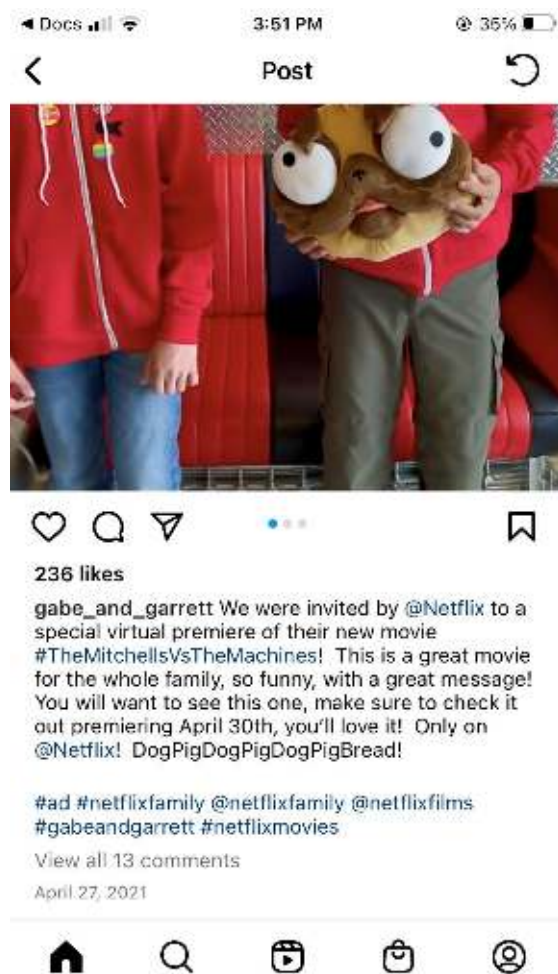 Docs
3:51 PM
35%
Post
236 likes
gabe_and_garrett We were invited by @Netflix to a
special virtual premiere of their new movie
#TheMitchellsVsTheMachines!  This is a great movie
for the whole family, so funny, with a great message!
You will want to see this one, make sure to check it
out premiering April 30th, you'll love it!  Only on
@Netflix!  DogPigDogPigDogPigBread!
#ad #netflixfamily @netflixfamily @netflixfilms
#gabeandgarrett #netflixmovies
View all 13 comments
April 27, 2021